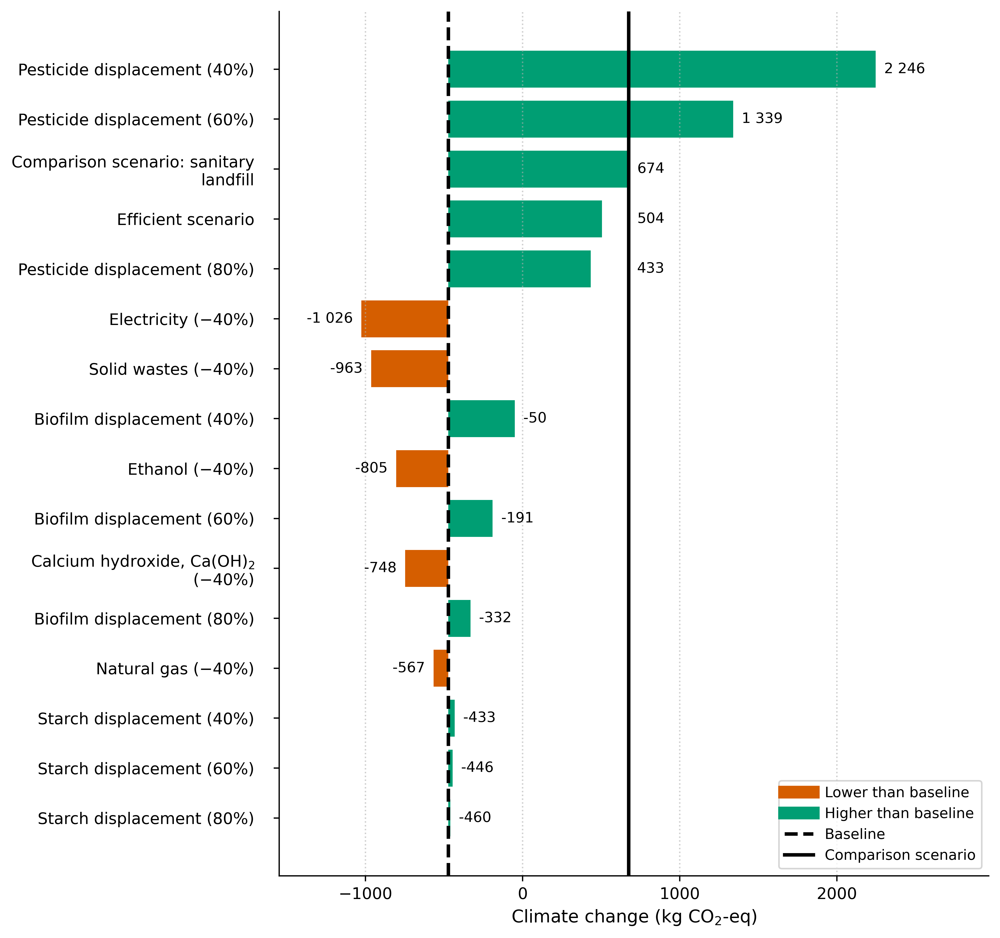 Pesticide displacement (40%)
2 246
Pesticide displacement (60%)
1 339
Comparison scenario: sanitary
landfill
674
Efficient scenario
504
Pesticide displacement (80%)
433
Electricity (−40%)
-1 026
Solid wastes (−40%)
-963
Biofilm displacement (40%)
-50
Ethanol (−40%)
-805
Biofilm displacement (60%)
-191
Calcium hydroxide, Ca(OH)₂
(−40%)
-748
Biofilm displacement (80%)
-332
Natural gas (−40%)
-567
Starch displacement (40%)
-433
Starch displacement (60%)
-446
Starch displacement (80%)
-460
Lower than baseline
Higher than baseline
Baseline
Comparison scenario
−1000 0 1000 2000
Climate change (kg CO₂-eq)